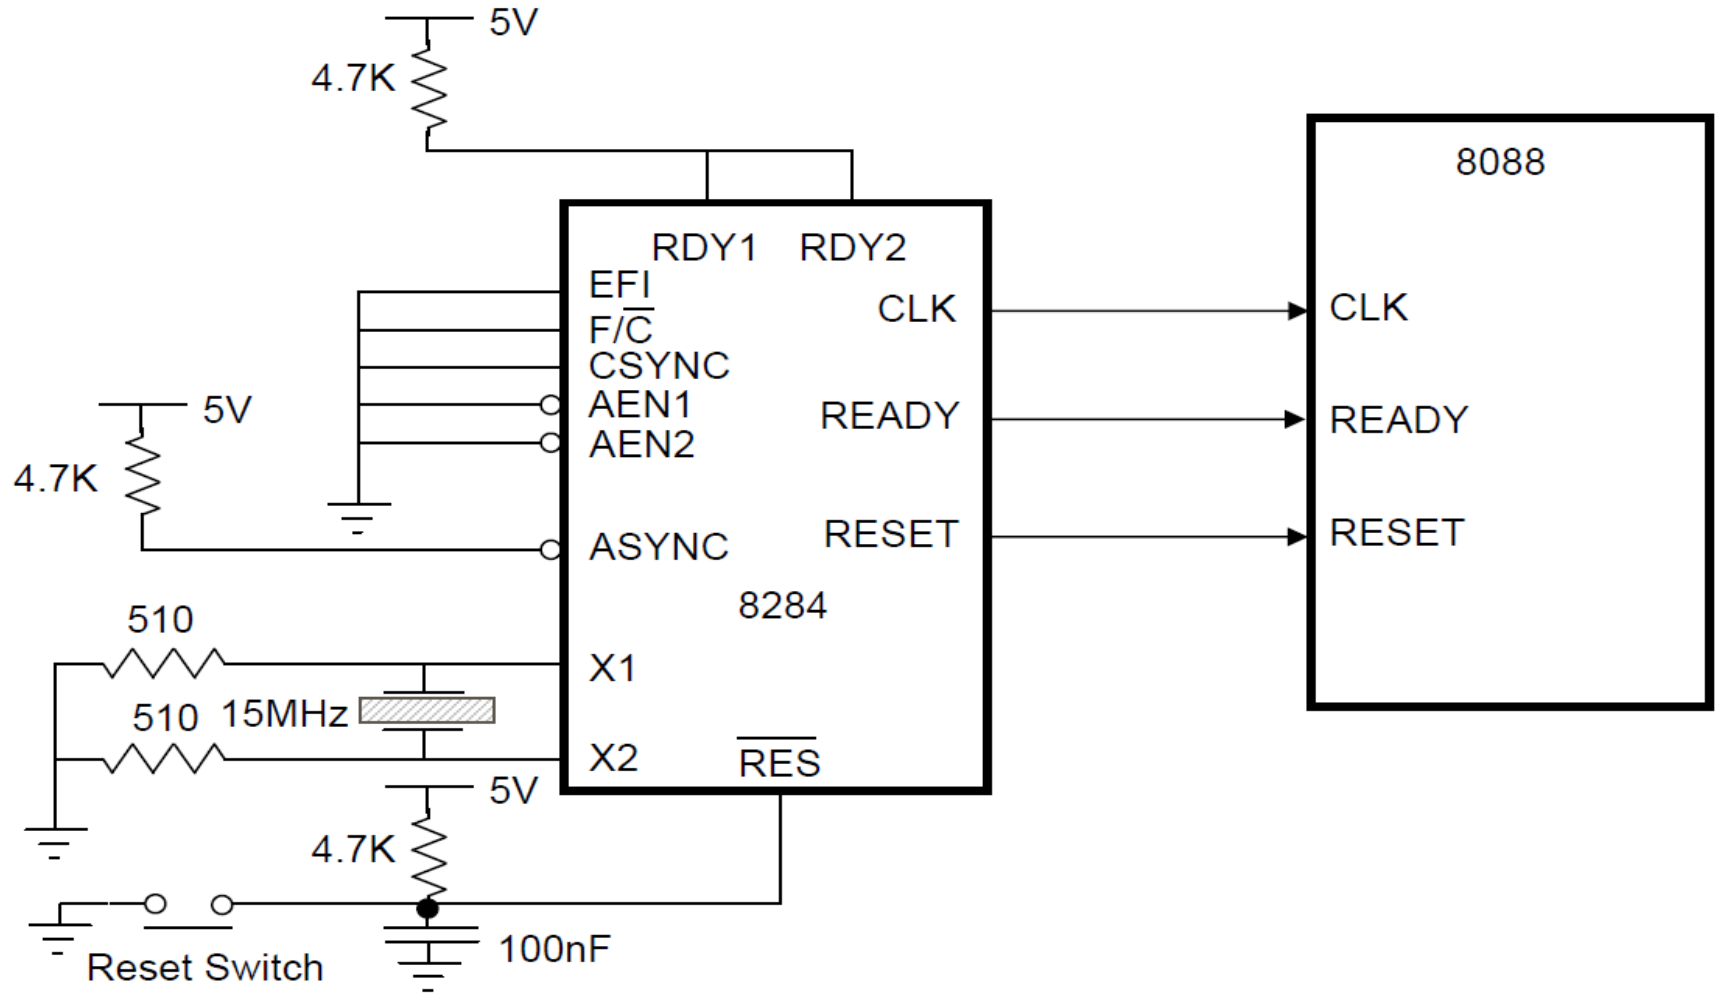 5V
4.7K
8088
RDY1 RDY2
EFI
CLK
CLK
F/C̅
CSYNC
AEN1
5V
READY
READY
AEN2
4.7K
RESET
RESET
ASYNC
8284
510
X1
510
15MHz
X2
R̅E̅S̅
5V
4.7K
100nF
Reset Switch